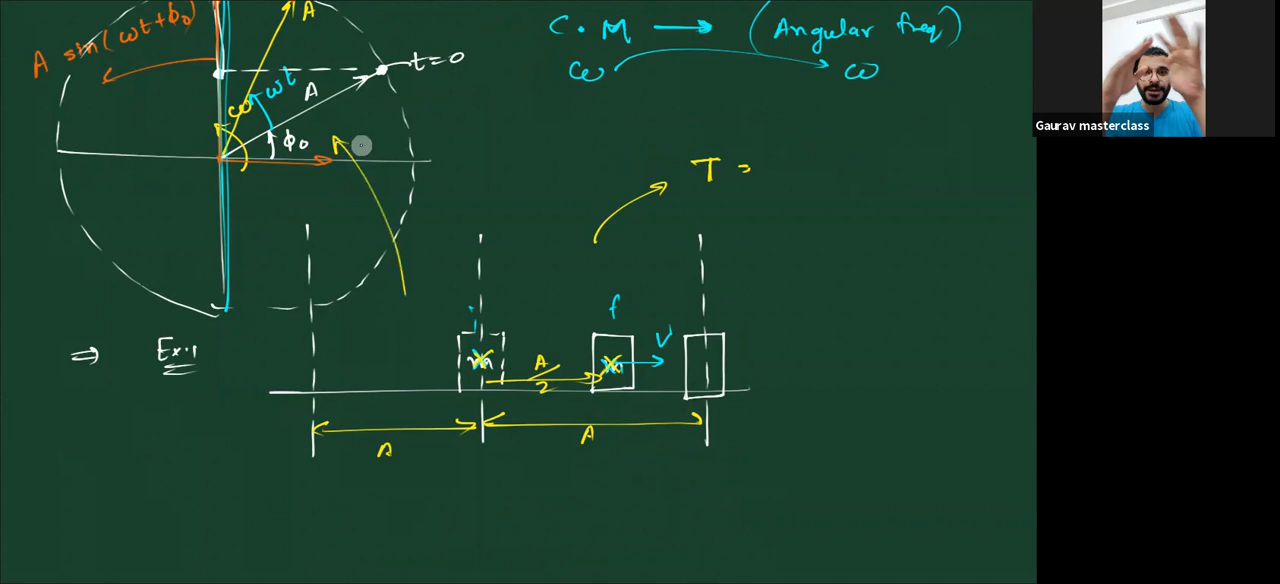 A sin(ωt+ϕ₀)
A
t=0
A
ωt
ω
ϕ₀
C.M → (Angular freq)
ω → ω
Gaurav masterclass
T =
⇒ Ex.1
i
m
A/2
f
m
V
A
A